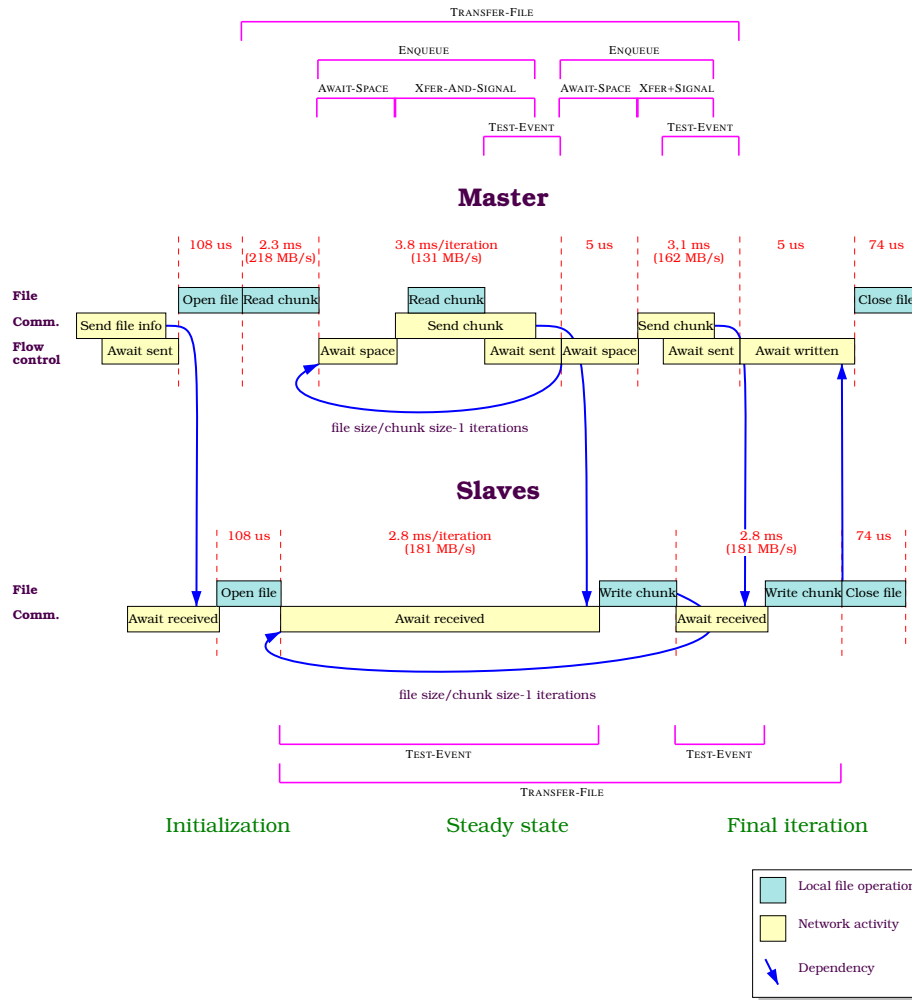 TRANSFER-FILE
ENQUEUE ENQUEUE
AWAIT-SPACE XFER-AND-SIGNAL AWAIT-SPACE XFER+SIGNAL
TEST-EVENT TEST-EVENT
Master
108 us 2.3 ms 3.8 ms/iteration 5 us 3.1 ms 5 us 74 us
(218 MB/s) (131 MB/s) (162 MB/s)
File Open file Read chunk Read chunk Close file
Comm. Send file info Send chunk Send chunk
Flow Await sent Await space Await sent Await space Await sent Await written
control
file size/chunk size-1 iterations
Slaves
108 us 2.8 ms/iteration 2.8 ms 74 us
(181 MB/s) (181 MB/s)
File Open file Write chunk Write chunk Close file
Comm. Await received Await received Await received
file size/chunk size-1 iterations
TEST-EVENT TEST-EVENT
TRANSFER-FILE
Initialization Steady state Final iteration
Local file operation
Network activity
Dependency